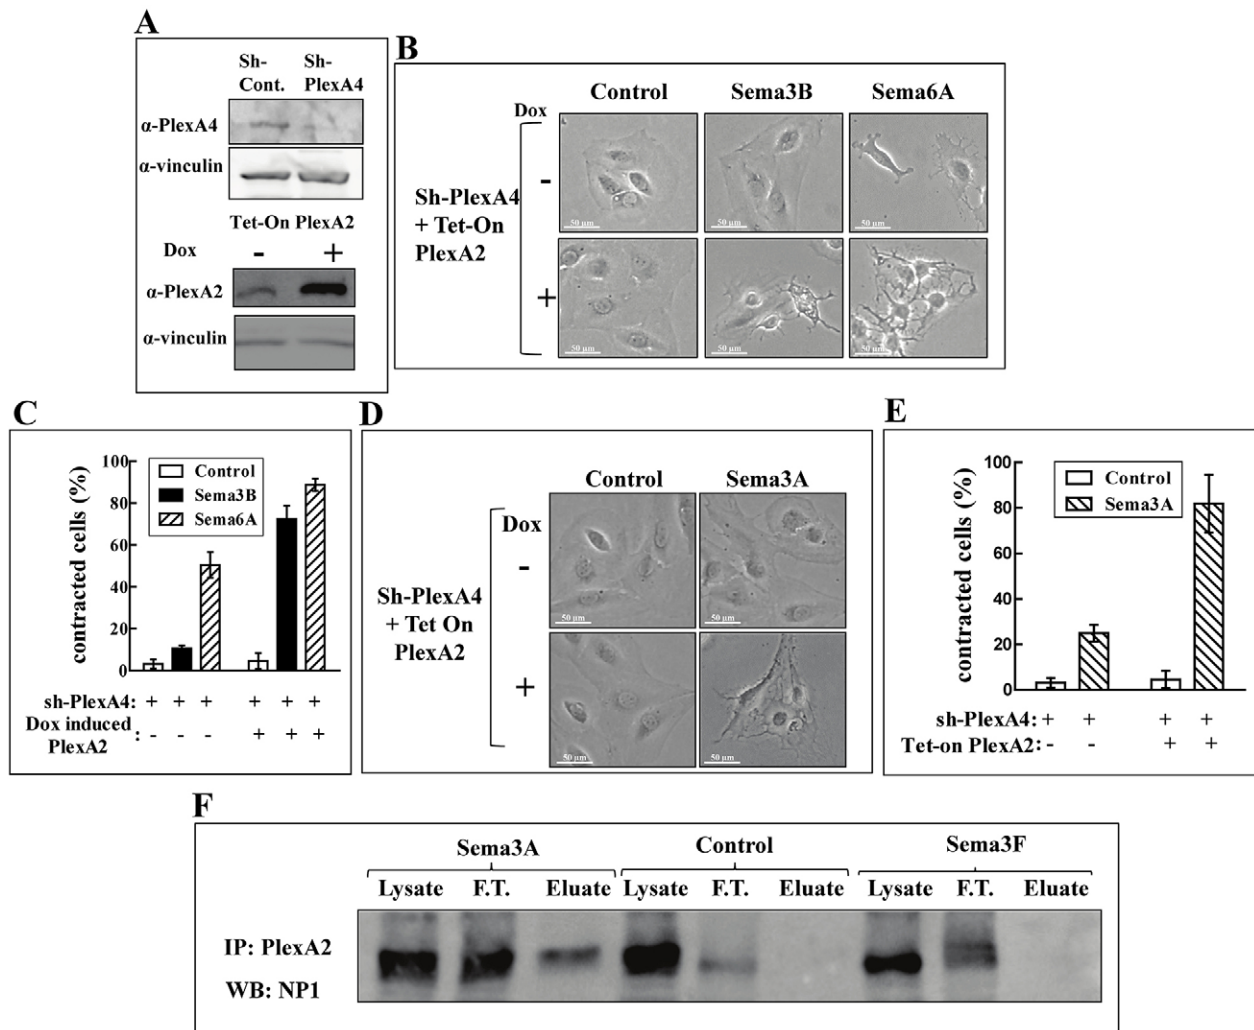 A
Sh-
Cont.
Sh-
PlexA4
α-PlexA4
α-vinculin
Tet-On PlexA2
Dox
-
+
α-PlexA2
α-vinculin
B
Control
Sema3B
Sema6A
Dox
-
Sh-PlexA4
+ Tet-On
PlexA2
+
50 μm
50 μm
50 μm
50 μm
50 μm
50 μm
C
contracted cells (%)
100
80
60
40
20
0
Control
Sema3B
Sema6A
sh-PlexA4: + + + + + +
Dox induced
PlexA2 : - - - + + +
D
Control
Sema3A
Dox
-
Sh-PlexA4
+ Tet On
PlexA2
+
50 μm
50 μm
50 μm
50 μm
E
contracted cells (%)
100
80
60
40
20
0
Control
Sema3A
sh-PlexA4: + + + +
Tet-on PlexA2: - - + +
F
Sema3A
Control
Sema3F
Lysate F.T. Eluate Lysate F.T. Eluate Lysate F.T. Eluate
IP: PlexA2
WB: NP1